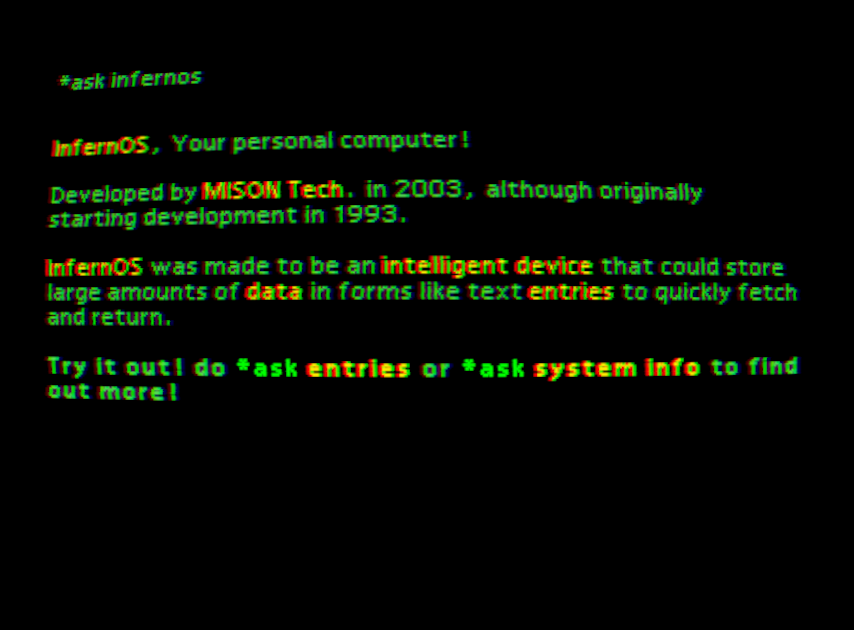 *ask infernos
InfernOS, Your personal computer!
Developed by MISON Tech. in 2003, although originally
starting development in 1993.
InfernOS was made to be an intelligent device that could store
large amounts of data in forms like text entries to quickly fetch
and return.
Try it out! do *ask entries or *ask system info to find
out more!